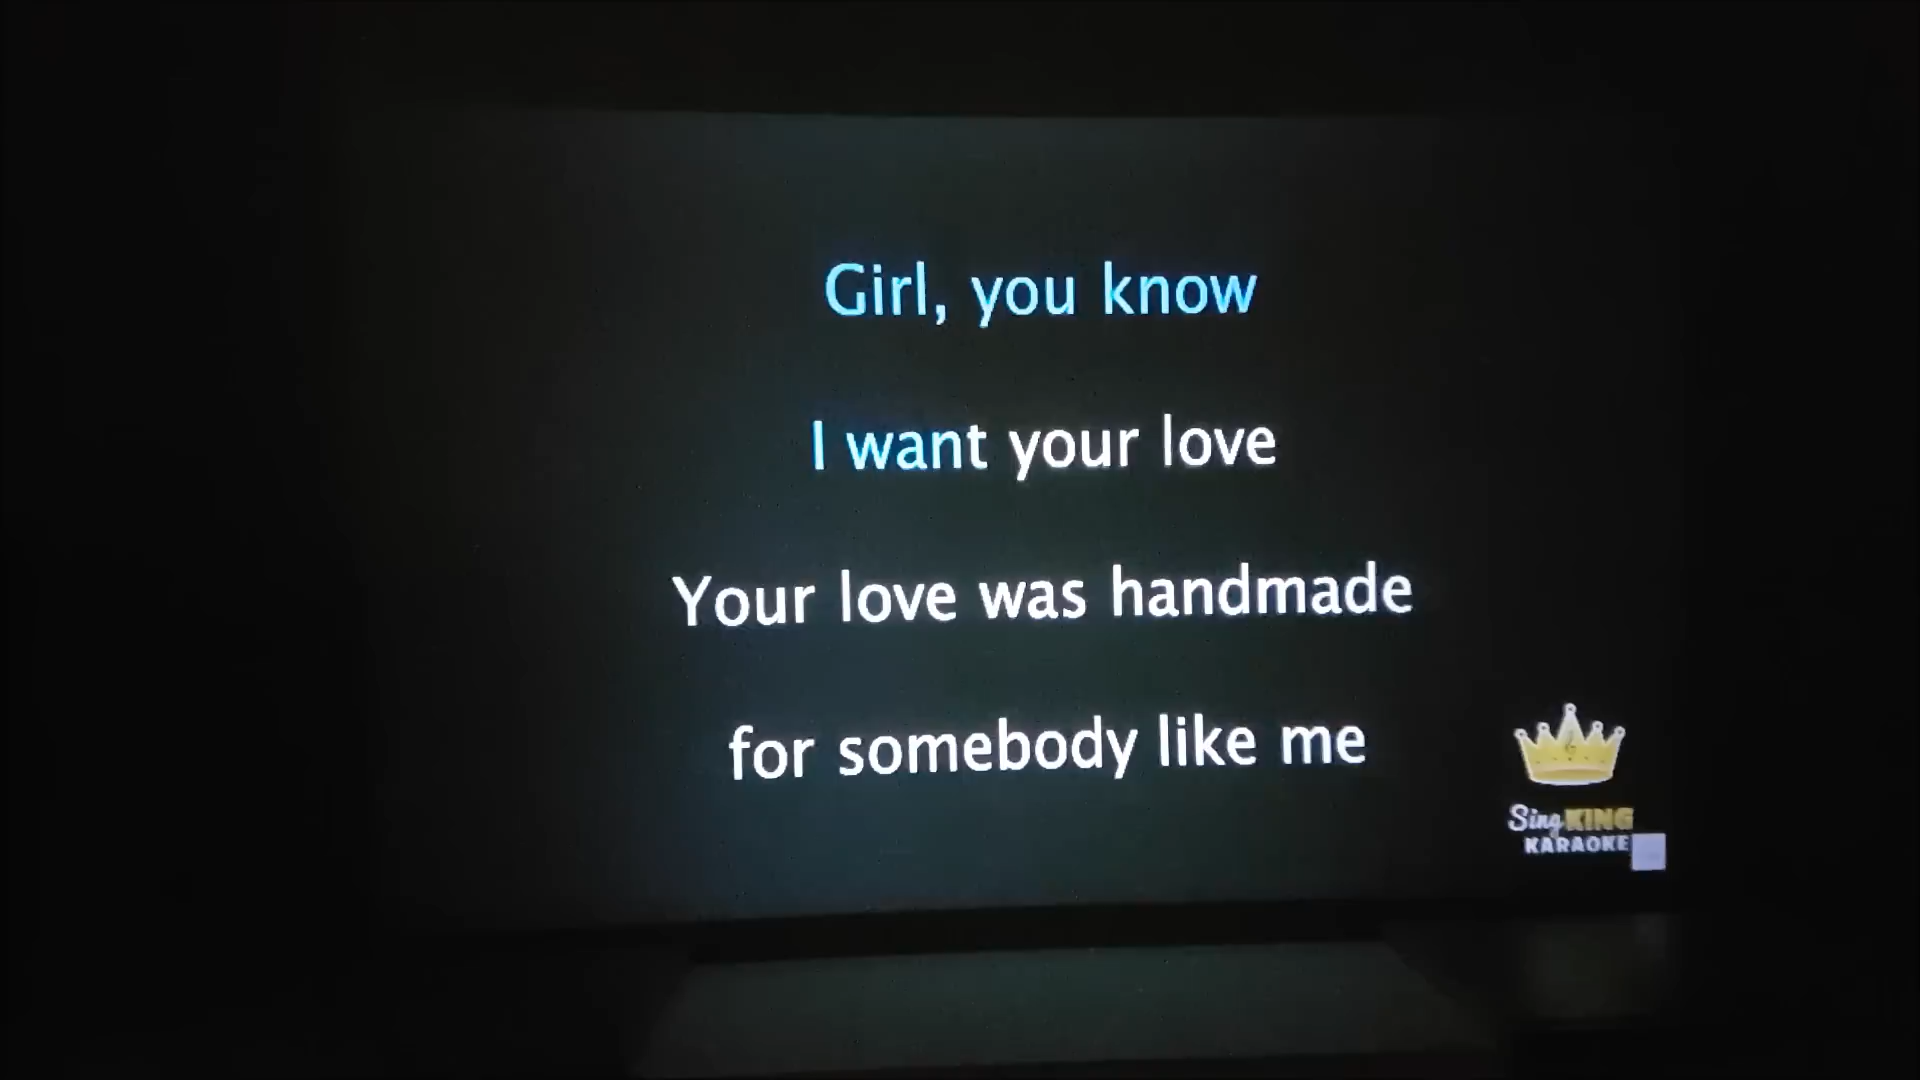 Girl, you know
I want your love
Your love was handmade
for somebody like me
Sing KING
KARAOKE